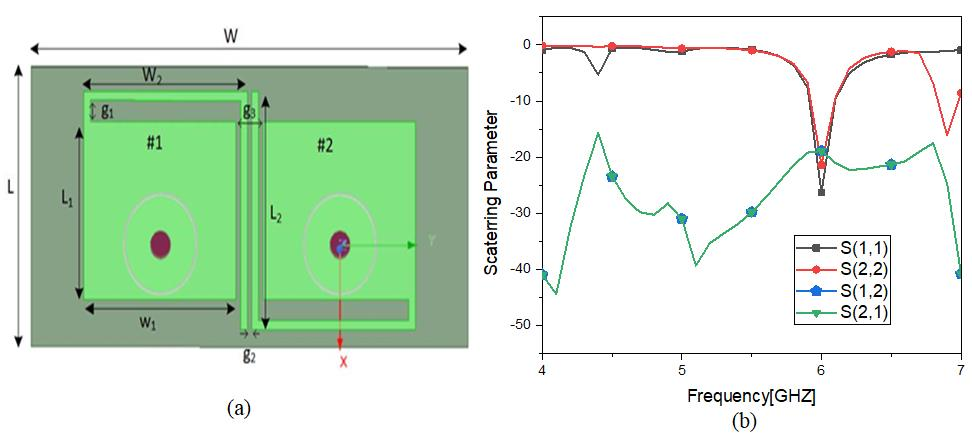 W
W2
g1
g3
#1
#2
L
L1
L2
Y
w1
g2
X
(a)
0
-10
-20
-30
-40
-50
Scaterring Parameter
S(1,1)
S(2,2)
S(1,2)
S(2,1)
4
5
6
7
Frequency[GHZ]
(b)